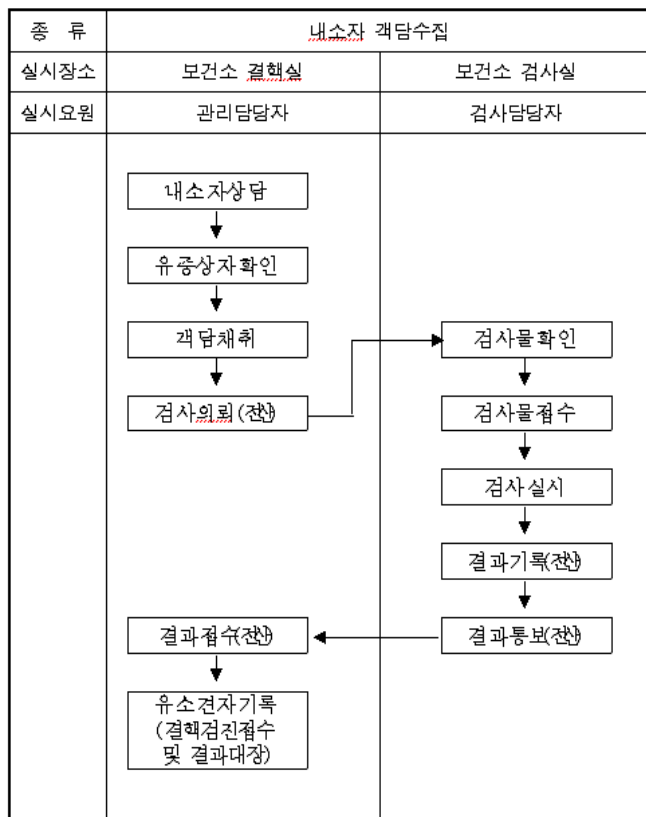 종 류
내소자 객담수집
실시장소
보건소 결핵실
보건소 검사실
실시요원
관리담당자
검사담당자
내소자상담
유증상자확인
객담채취
검사의뢰(전산)
검사물확인
검사물접수
검사실시
결과기록(전산)
결과통보(전산)
결과접수(전산)
유소견자기록
(결핵검진접수
및 결과대장)